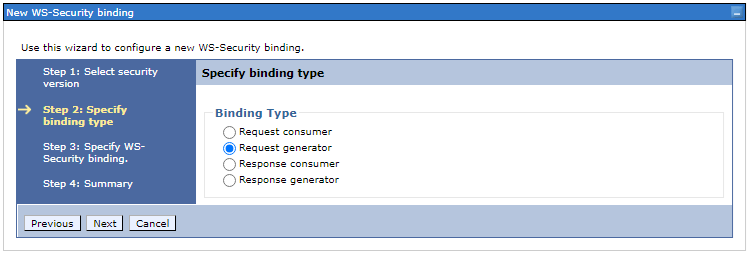 New WS-Security binding
Use this wizard to configure a new WS-Security binding.
Step 1: Select security
version
Step 2: Specify
binding type
Step 3: Specify WS-
Security binding.
Step 4: Summary
Specify binding type
Binding Type
Request consumer
Request generator
Response consumer
Response generator
Previous Next Cancel